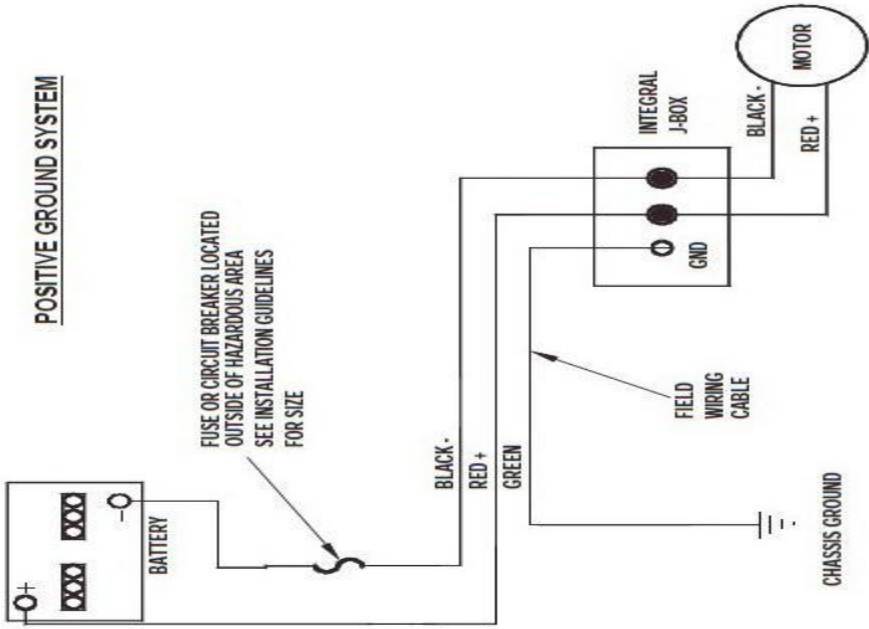 POSITIVE GROUND SYSTEM
FUSE OR CIRCUIT BREAKER LOCATED
OUTSIDE OF HAZARDOUS AREA
SEE INSTALLATION GUIDELINES
FOR SIZE
+
-
BATTERY
BLACK -
RED +
GREEN
INTEGRAL
J-BOX
GND
BLACK -
RED +
MOTOR
FIELD
WIRING
CABLE
CHASSIS GROUND